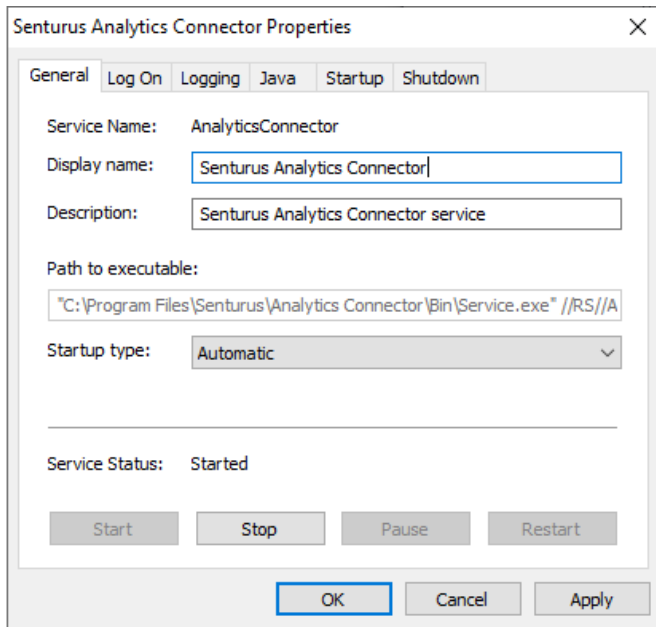 Senturus Analytics Connector Properties
General Log On Logging Java Startup Shutdown
Service Name: AnalyticsConnector
Display name: Senturus Analytics Connector
Description: Senturus Analytics Connector service
Path to executable:
"C:\Program Files\Senturus\Analytics Connector\Bin\Service.exe" //RS//A
Startup type: Automatic
Service Status: Started
Start Stop Pause Restart
OK Cancel Apply